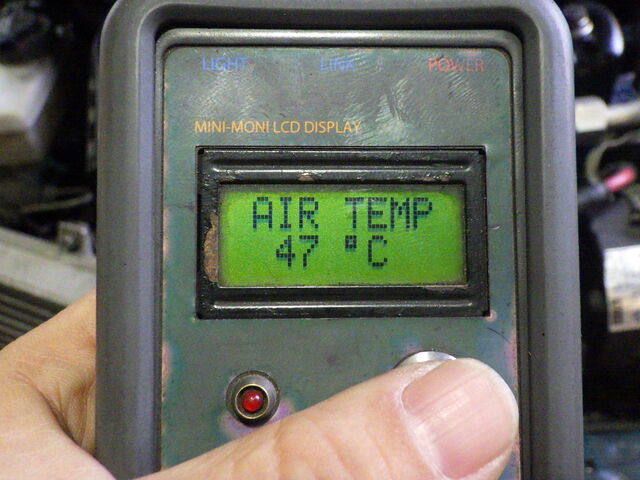 LIGHT LINK POWER
MINI-MONI LCD DISPLAY
AIR TEMP
47 °C